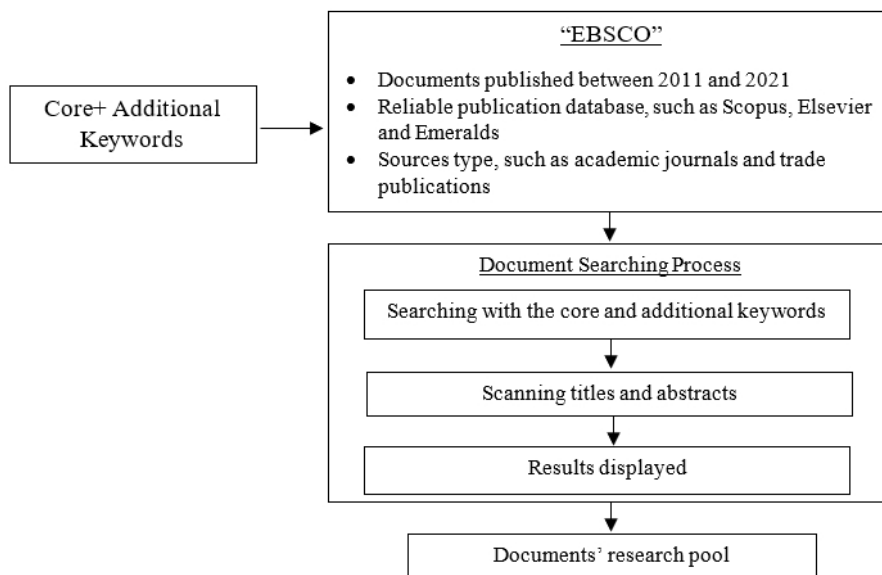 Core+ Additional
Keywords
“EBSCO”
• Documents published between 2011 and 2021
• Reliable publication database, such as Scopus, Elsevier
and Emeralds
• Sources type, such as academic journals and trade
publications
Document Searching Process
Searching with the core and additional keywords
Scanning titles and abstracts
Results displayed
Documents’ research pool